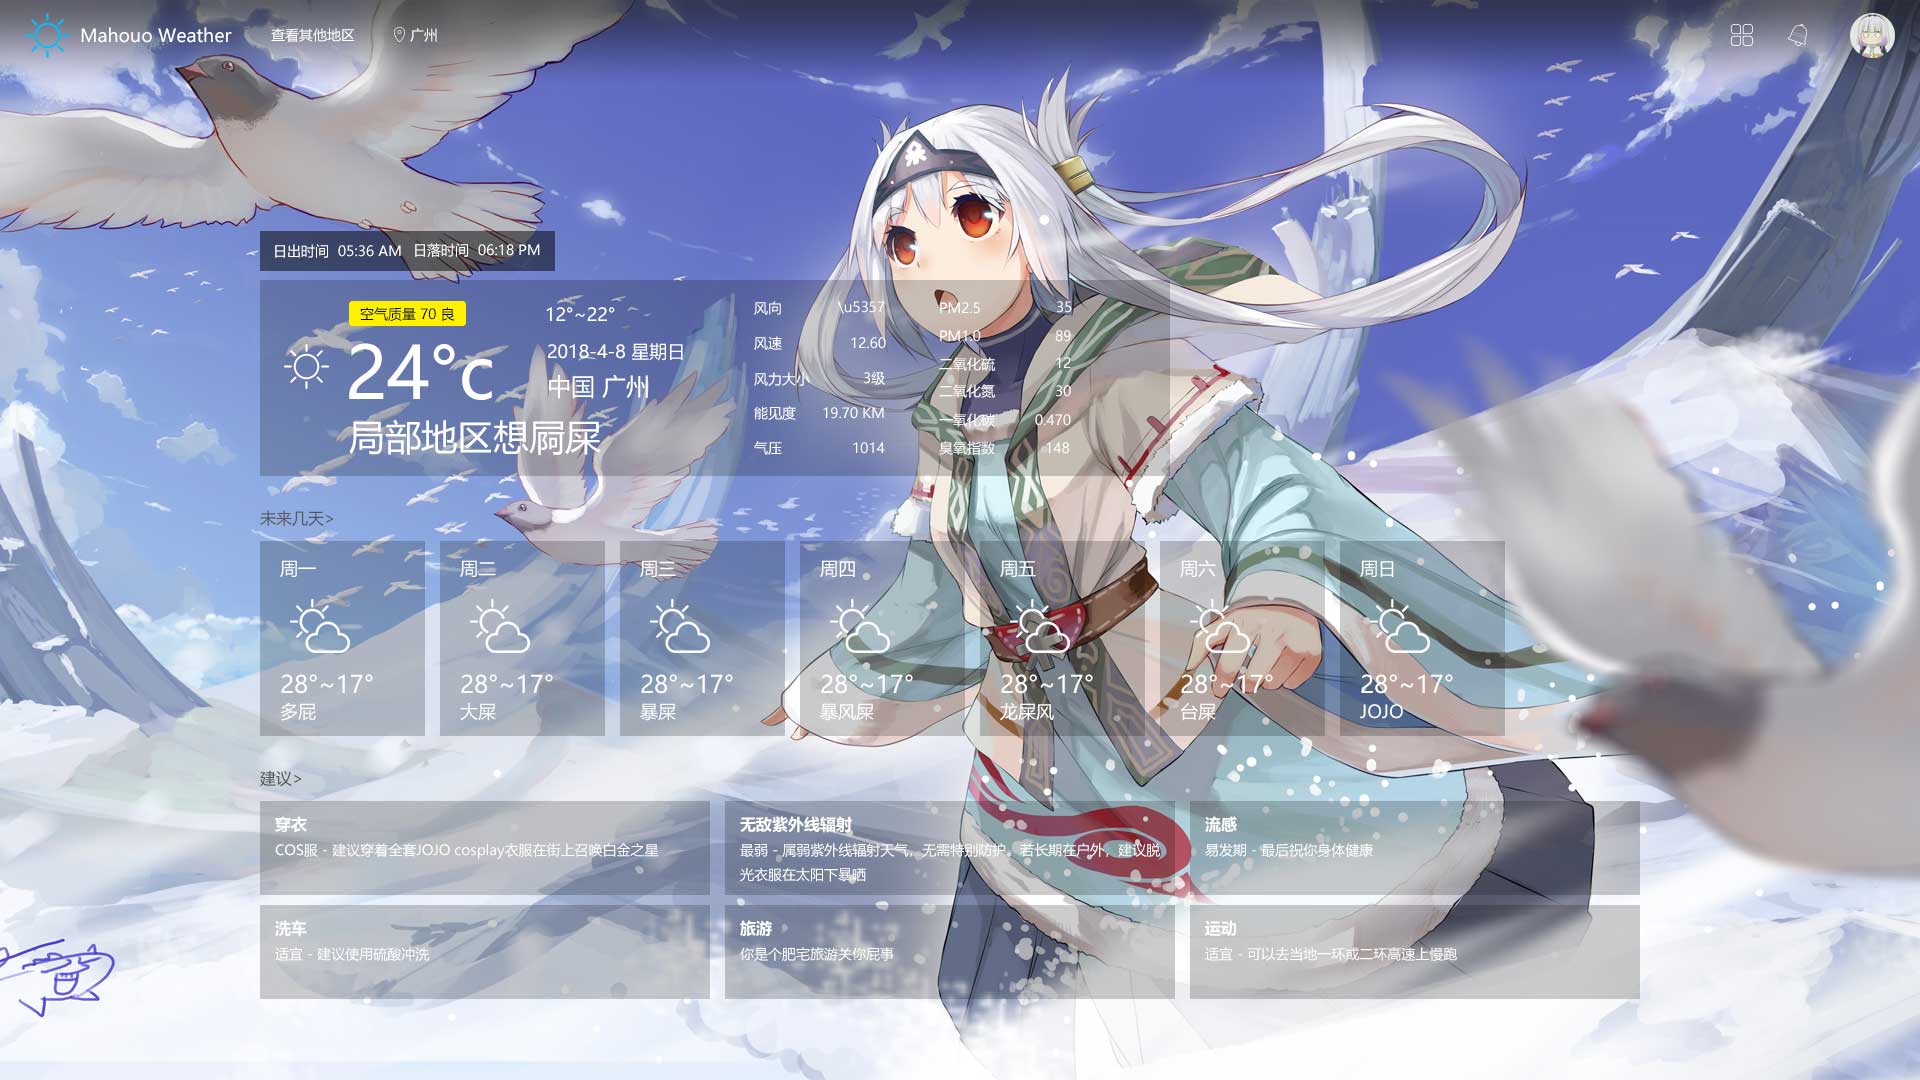 Mahouo Weather
查看其他地区
广州
日出时间 05:36 AM 日落时间 06:18 PM
空气质量 70 良
24°c
局部地区想屙屎
12°~22°
2018-4-8 星期日
中国 广州
风向 \u5357
风速 12.60
风力大小 3级
能见度 19.70 KM
气压 1014
PM2.5 35
PM1.0 89
二氧化硫 12
二氧化氮 30
一氧化碳 0.470
臭氧指数 148
未来几天>
周一
28°~17°
多屁
周二
28°~17°
大屎
周三
28°~17°
暴屎
周四
28°~17°
暴风屎
周五
28°~17°
龙屎风
周六
28°~17°
台屎
周日
28°~17°
JOJO
建议>
穿衣
COS服 - 建议穿着全套JOJO cosplay衣服在街上召唤白金之星
无敌紫外线辐射
最弱 - 属弱紫外线辐射天气，无需特别防护。若长期在户外，建议脱
光衣服在太阳下暴晒
流感
易发期 - 最后祝你身体健康
洗车
适宜 - 建议使用硫酸冲洗
旅游
你是个肥宅旅游关你屁事
运动
适宜 - 可以去当地一环或二环高速上慢跑